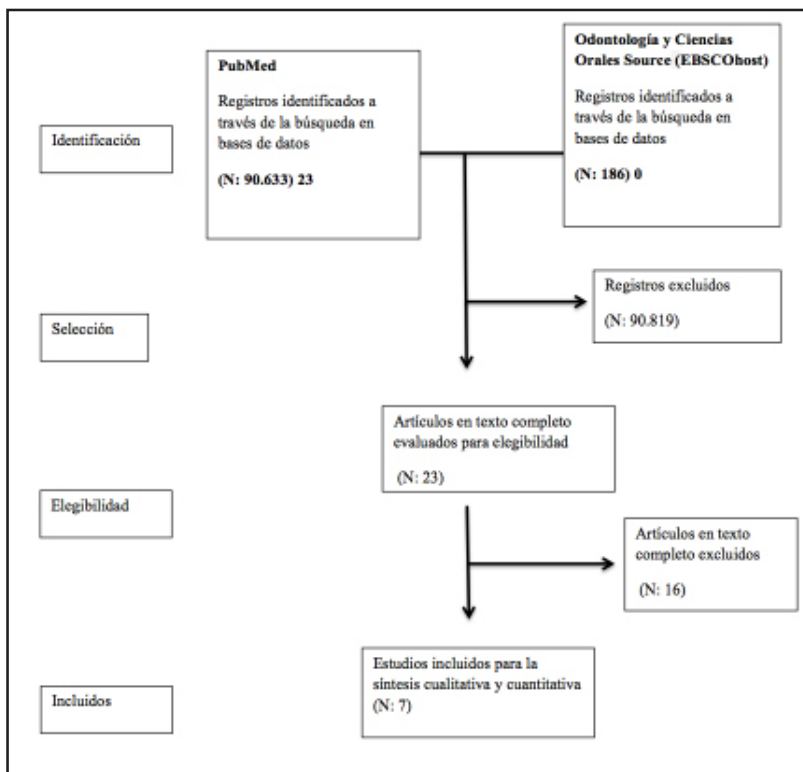 PubMed
Registros identificados a
través de la búsqueda en
bases de datos
(N: 90.633) 23
Odontología y Ciencias
Orales Source (EBSCOhost)
Registros identificados a
través de la búsqueda en
bases de datos
(N: 186) 0
Identificación
Registros excluidos
(N: 90.819)
Selección
Artículos en texto completo
evaluados para elegibilidad
(N: 23)
Elegibilidad
Artículos en texto
completo excluidos
(N: 16)
Estudios incluidos para la
síntesis cualitativa y cuantitativa
(N: 7)
Incluidos